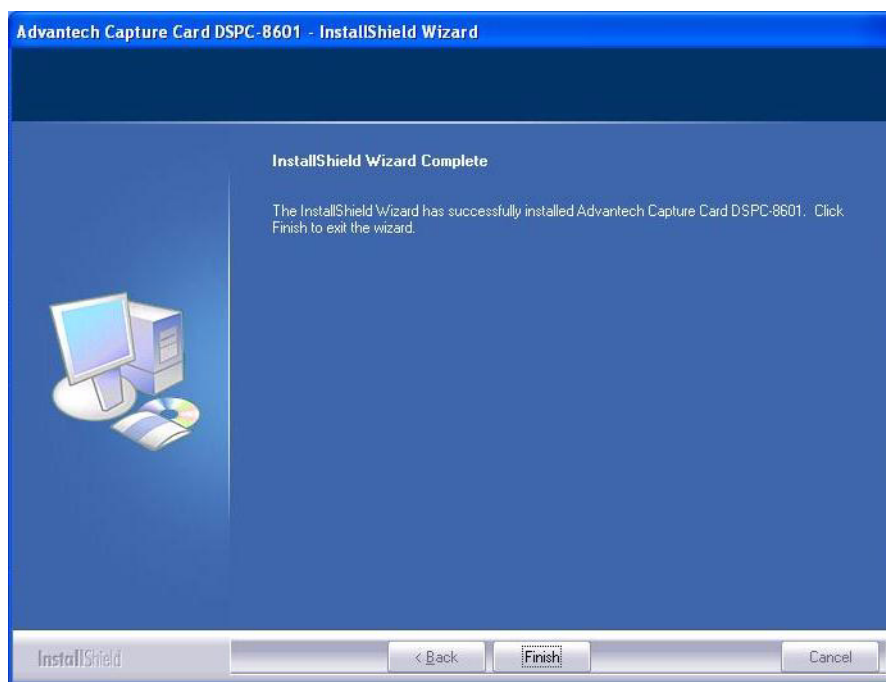 Advantech Capture Card DSPC-8601 - InstallShield Wizard
InstallShield Wizard Complete
The InstallShield Wizard has successfully installed Advantech Capture Card DSPC-8601. Click
Finish to exit the wizard.
InstallShield
< Back Finish Cancel